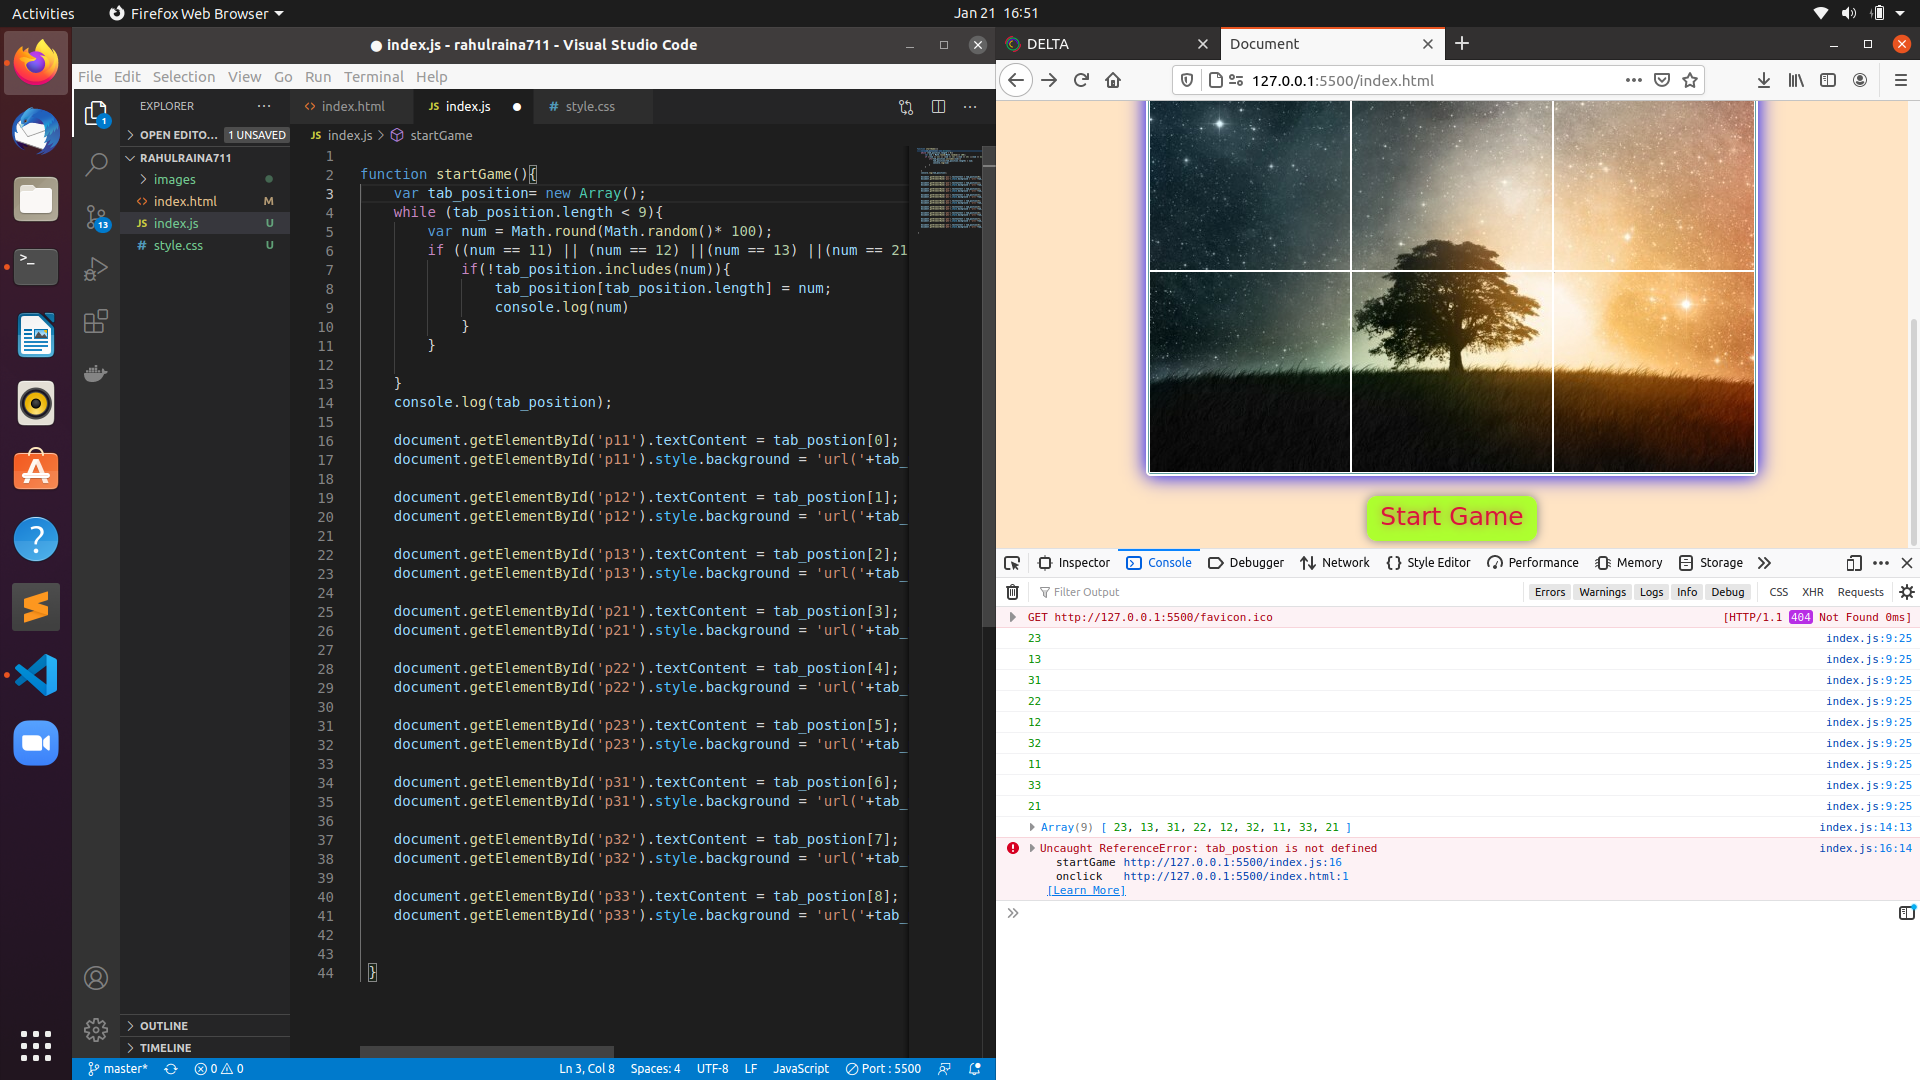 Activities
Firefox Web Browser
Jan 21 16:51
● index.js - rahulraina711 - Visual Studio Code
File Edit Selection View Go Run Terminal Help
EXPLORER
OPEN EDITO... 1 UNSAVED
RAHULRAINA711
images
index.html M
JS index.js U
# style.css U
OUTLINE
TIMELINE
1
13
>_
?
index.html
JS index.js
# style.css
JS index.js > startGame
1
2 function startGame(){
3 var tab_position= new Array();
4 while (tab_position.length < 9){
5 var num = Math.round(Math.random()* 100);
6 if ((num == 11) || (num == 12) ||(num == 13) ||(num == 21
7 if(!tab_position.includes(num)){
8 tab_position[tab_position.length] = num;
9 console.log(num)
10 }
11 }
12
13 }
14 console.log(tab_position);
15
16 document.getElementById('p11').textContent = tab_postion[0];
17 document.getElementById('p11').style.background = 'url('+tab_
18
19 document.getElementById('p12').textContent = tab_postion[1];
20 document.getElementById('p12').style.background = 'url('+tab_
21
22 document.getElementById('p13').textContent = tab_postion[2];
23 document.getElementById('p13').style.background = 'url('+tab_
24
25 document.getElementById('p21').textContent = tab_postion[3];
26 document.getElementById('p21').style.background = 'url('+tab_
27
28 document.getElementById('p22').textContent = tab_postion[4];
29 document.getElementById('p22').style.background = 'url('+tab_
30
31 document.getElementById('p23').textContent = tab_postion[5];
32 document.getElementById('p23').style.background = 'url('+tab_
33
34 document.getElementById('p31').textContent = tab_postion[6];
35 document.getElementById('p31').style.background = 'url('+tab_
36
37 document.getElementById('p32').textContent = tab_postion[7];
38 document.getElementById('p32').style.background = 'url('+tab_
39
40 document.getElementById('p33').textContent = tab_postion[8];
41 document.getElementById('p33').style.background = 'url('+tab_
42
43
44 }
master* 0 0 Ln 3, Col 8 Spaces: 4 UTF-8 LF JavaScript Port : 5500
DELTA
Document
127.0.0.1:5500/index.html
Start Game
Inspector Console Debugger Network Style Editor Performance Memory Storage
Filter Output Errors Warnings Logs Info Debug CSS XHR Requests
GET http://127.0.0.1:5500/favicon.ico [HTTP/1.1 404 Not Found 0ms]
23 index.js:9:25
13 index.js:9:25
31 index.js:9:25
22 index.js:9:25
12 index.js:9:25
32 index.js:9:25
11 index.js:9:25
33 index.js:9:25
21 index.js:9:25
Array(9) [ 23, 13, 31, 22, 12, 32, 11, 33, 21 ] index.js:14:13
Uncaught ReferenceError: tab_postion is not defined index.js:16:14
startGame http://127.0.0.1:5500/index.js:16
onclick http://127.0.0.1:5500/index.html:1
[Learn More]